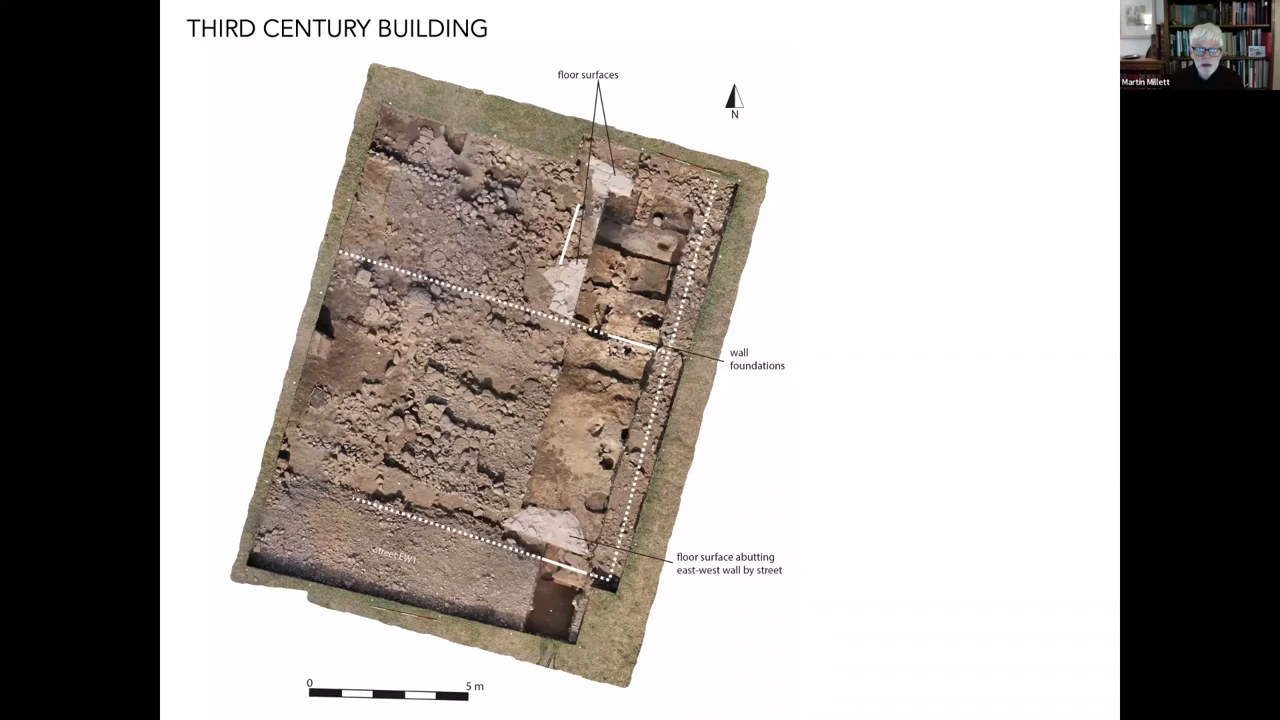 THIRD CENTURY BUILDING
Martin Millett
floor surfaces
N
wall
foundations
Street EW1
floor surface abutting
east-west wall by street
0
5 m